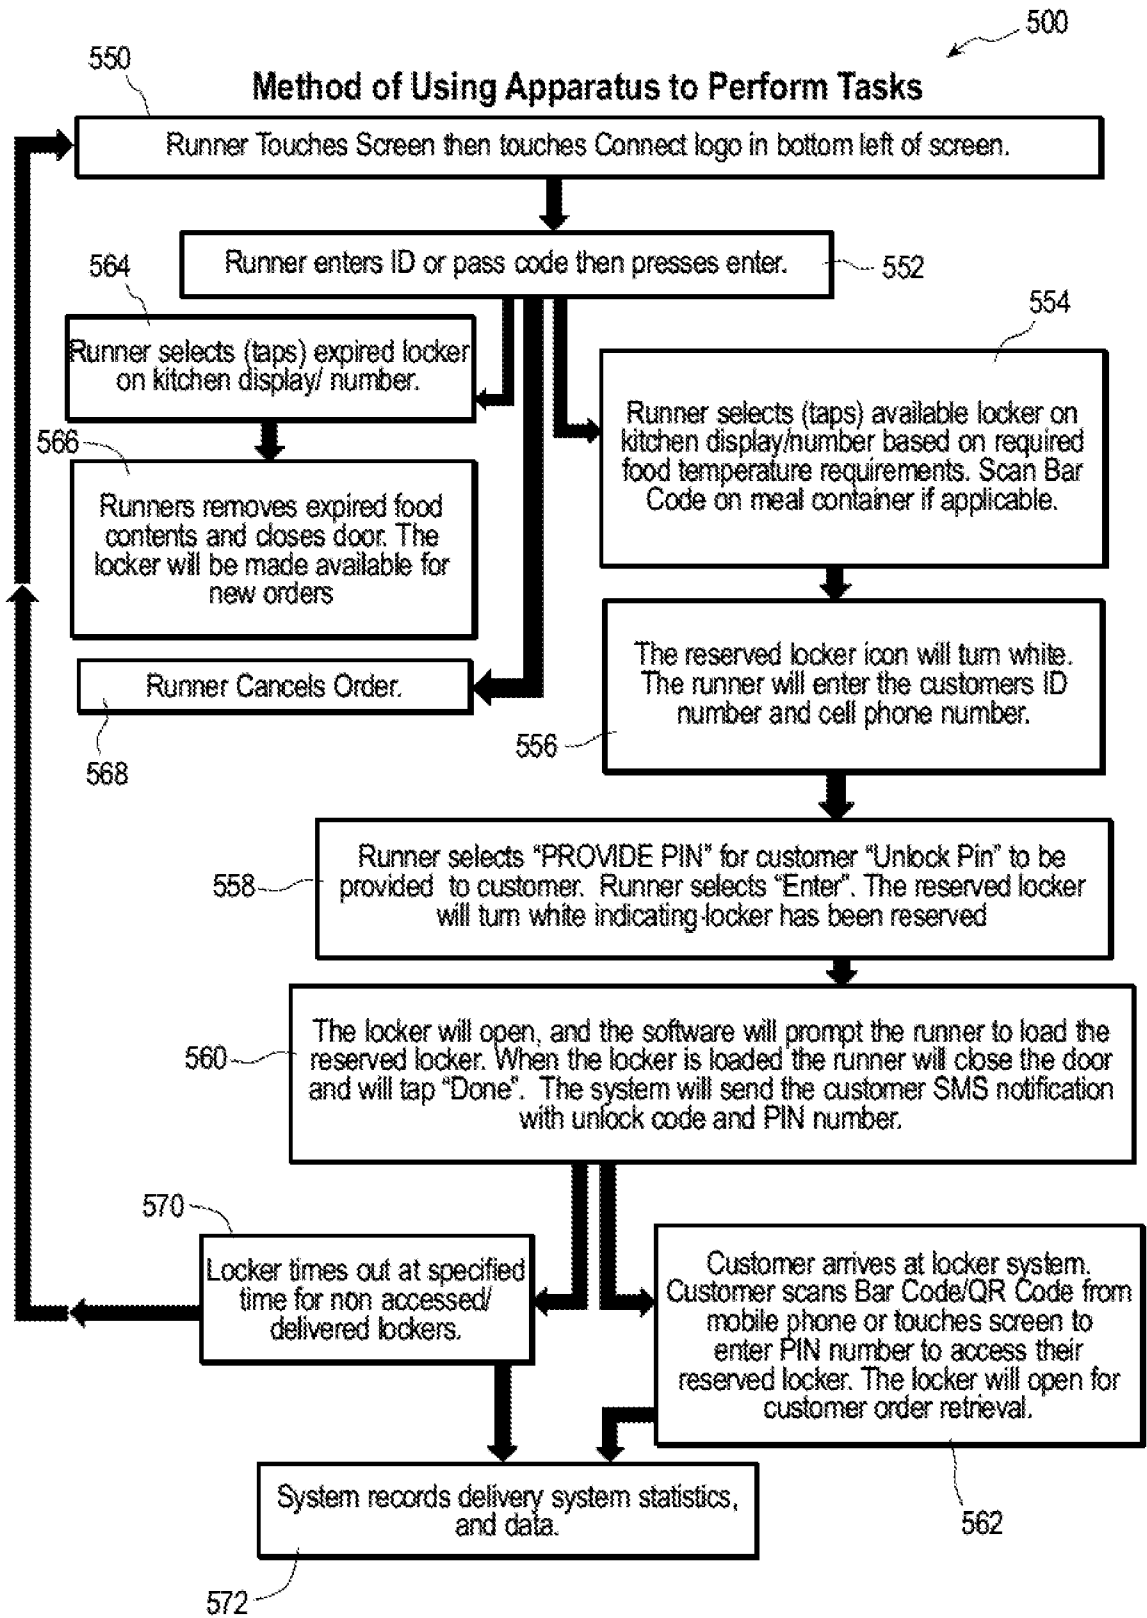 500
550
Method of Using Apparatus to Perform Tasks
Runner Touches Screen then touches Connect logo in bottom left of screen.
Runner enters ID or pass code then presses enter.
552
564
Runner selects (taps) expired locker
on kitchen display/ number.
554
Runner selects (taps) available locker on
kitchen display/number based on required
food temperature requirements. Scan Bar
Code on meal container if applicable.
566
Runners removes expired food
contents and closes door. The
locker will be made available for
new orders
The reserved locker icon will turn white.
The runner will enter the customers ID
number and cell phone number.
556
Runner Cancels Order.
568
Runner selects “PROVIDE PIN” for customer “Unlock Pin” to be
provided to customer. Runner selects “Enter”. The reserved locker
will turn white indicating-locker has been reserved
558
The locker will open, and the software will prompt the runner to load the
reserved locker. When the locker is loaded the runner will close the door
and will tap “Done”. The system will send the customer SMS notification
with unlock code and PIN number.
560
570
Locker times out at specified
time for non accessed/
delivered lockers.
Customer arrives at locker system.
Customer scans Bar Code/QR Code from
mobile phone or touches screen to
enter PIN number to access their
reserved locker. The locker will open for
customer order retrieval.
562
System records delivery system statistics,
and data.
572